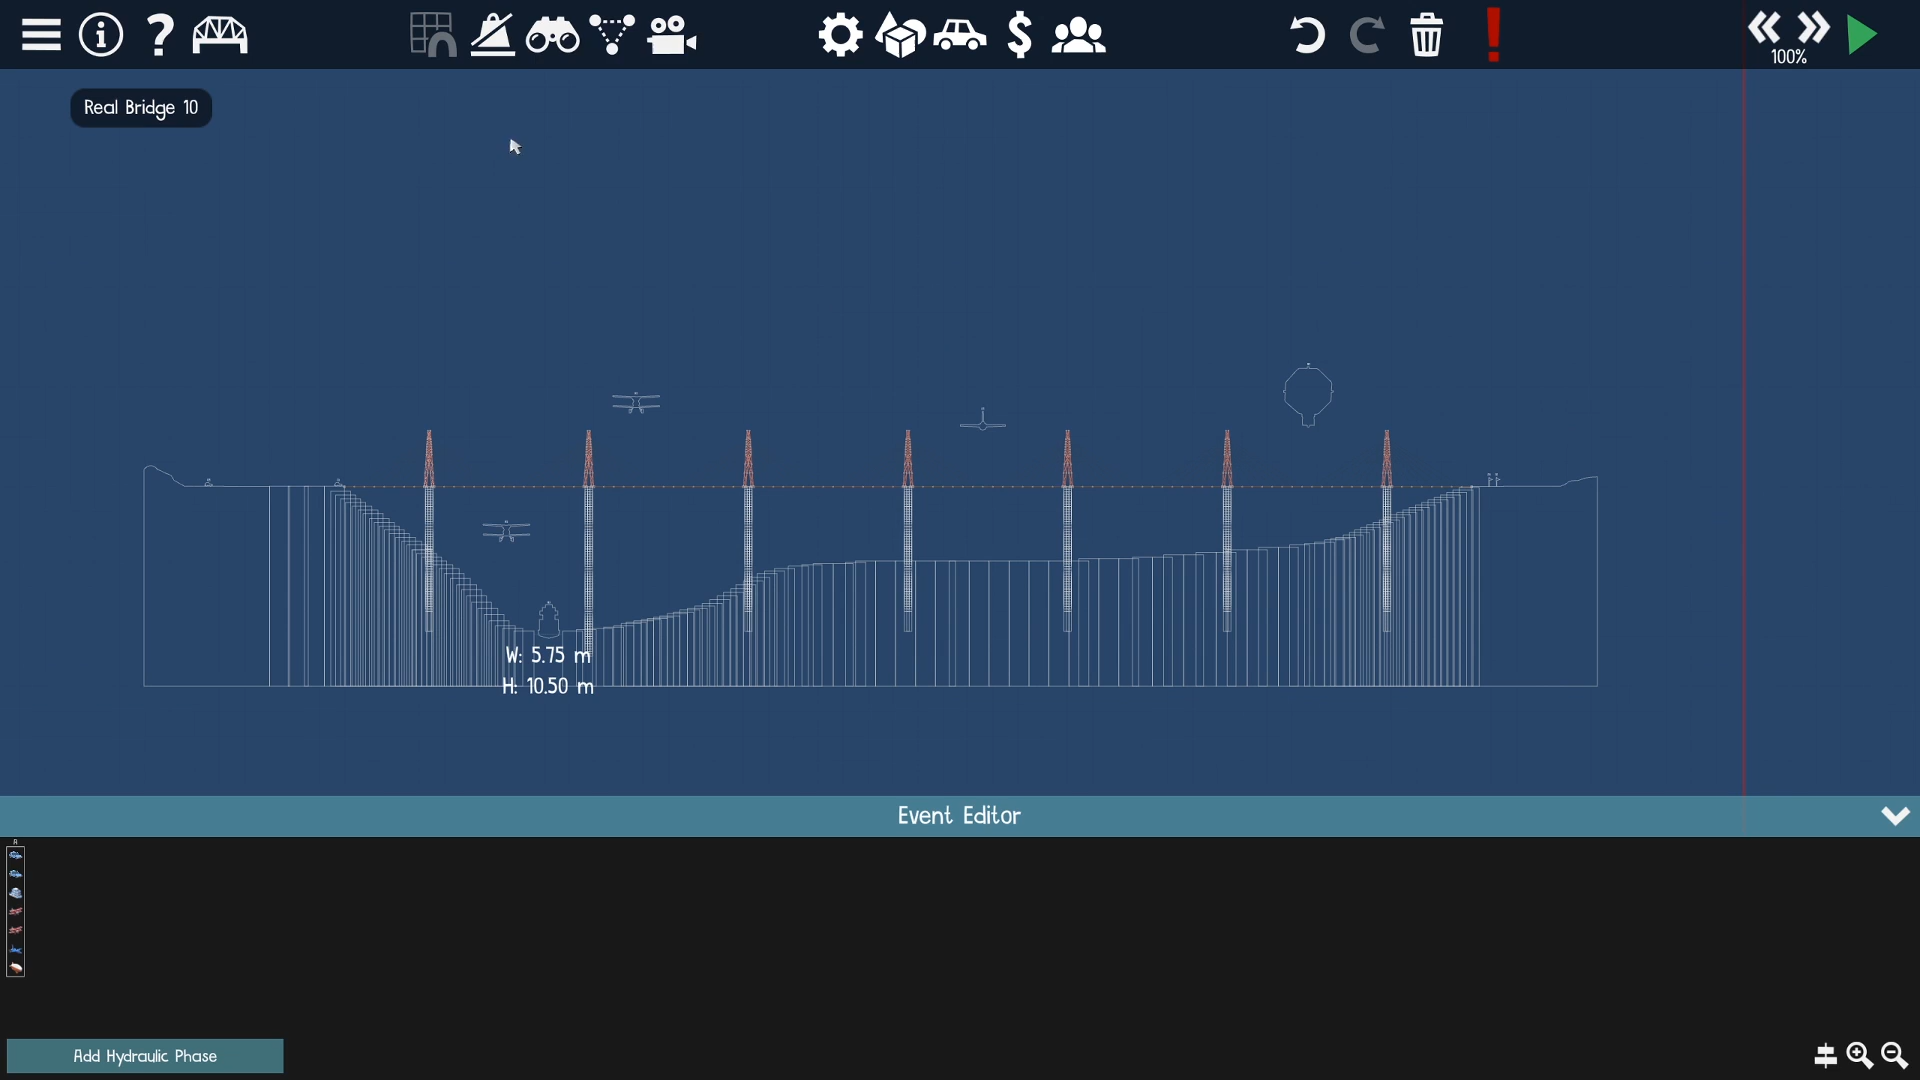 100%
Real Bridge 10
W: 5.75 m
H: 10.50 m
Event Editor
A
Add Hydraulic Phase